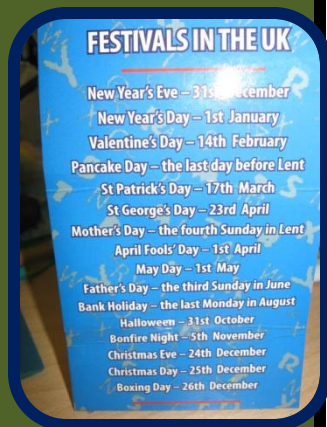 FESTIVALS IN THE UK
New Year's Eve – 31st December
New Year's Day – 1st January
Valentine's Day – 14th February
Pancake Day – the last day before Lent
St Patrick's Day – 17th March
St George's Day – 23rd April
Mother's Day – the fourth Sunday in Lent
April Fools' Day – 1st April
May Day – 1st May
Father's Day – the third Sunday in June
Bank Holiday – the last Monday in August
Halloween – 31st October
Bonfire Night – 5th November
Christmas Eve – 24th December
Christmas Day – 25th December
Boxing Day – 26th December